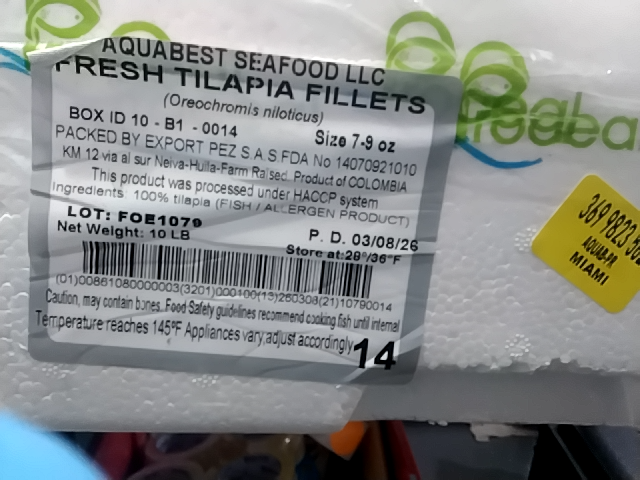 AQUABEST SEAFOOD LLC
FRESH TILAPIA FILLETS
(Oreochromis niloticus)
BOX ID 10 - B1 - 0014
Size 7-9 oz
PACKED BY EXPORT PEZ S.A.S.FDA No 14070921010
KM 12 via al sur Neiva-Huila-Farm Raised. Product of COLOMBIA
This product was processed under HACCP system
Ingredients: 100% tilapia (FISH / ALLERGEN PRODUCT)
LOT: FOE1079
P. D. 03/08/26
Net Weight: 10 LB
Store at:28°/36°F
(01)00861080000003(3201)000100(13)260308(21)10790014
Caution, may contain bones. Food Safety guidelines recommend cooking fish until internal
Temperature reaches 145°F Appliances vary,adjust accordingly
14
369 9823
AQUABEST
MIAMI